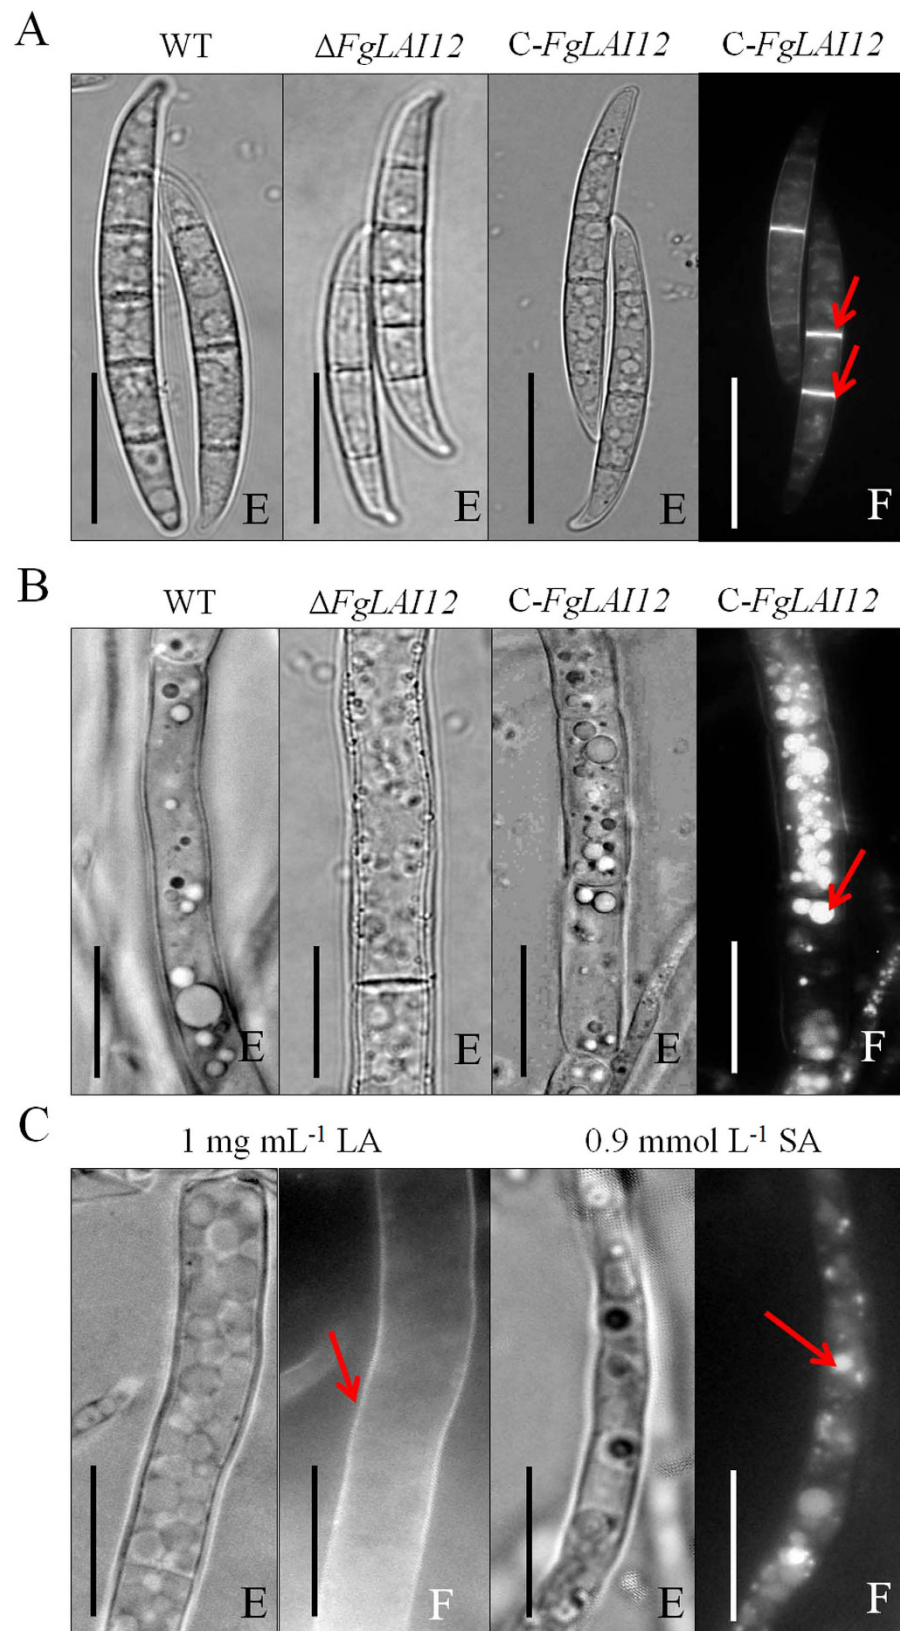 A
WT ΔFgLAI12 C-FgLAI12 C-FgLAI12
E E E F
B
WT ΔFgLAI12 C-FgLAI12 C-FgLAI12
E E E F
C
1 mg mL⁻¹ LA 0.9 mmol L⁻¹ SA
E F E F